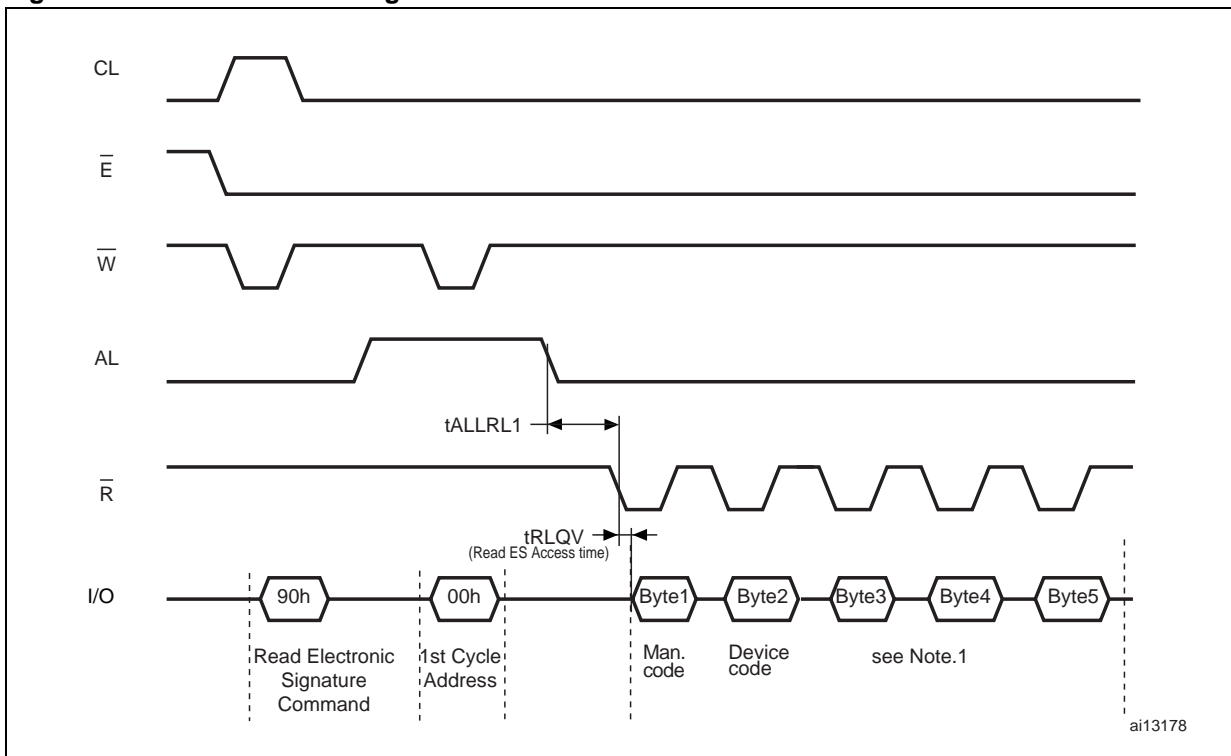 CL
E
W
AL
tALLRL1
R
tRLQV
(Read ES Access time)
I/O
90h
00h
Byte1
Byte2
Byte3
Byte4
Byte5
Read Electronic
Signature
Command
1st Cycle
Address
Man.
code
Device
code
see Note.1
ai13178